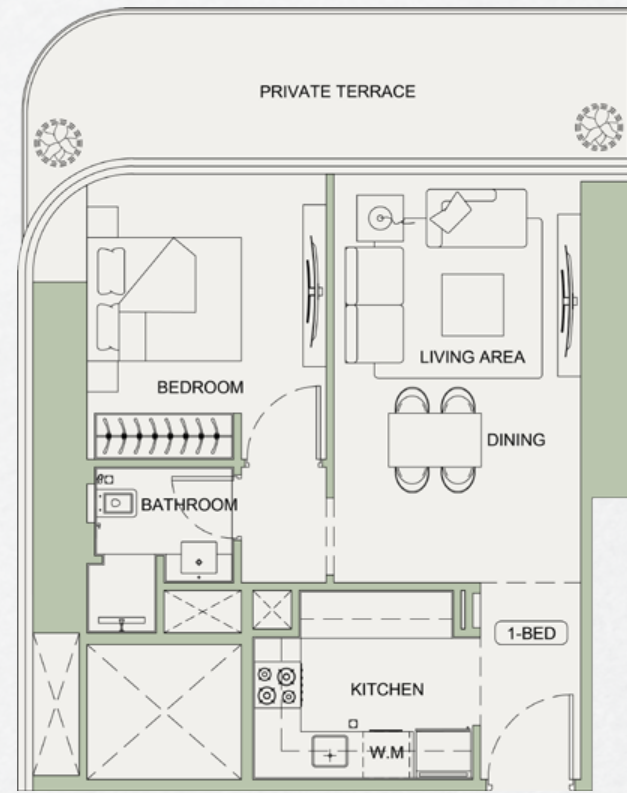 PRIVATE TERRACE
LIVING AREA
BEDROOM
DINING
BATHROOM
1-BED
KITCHEN
W.M